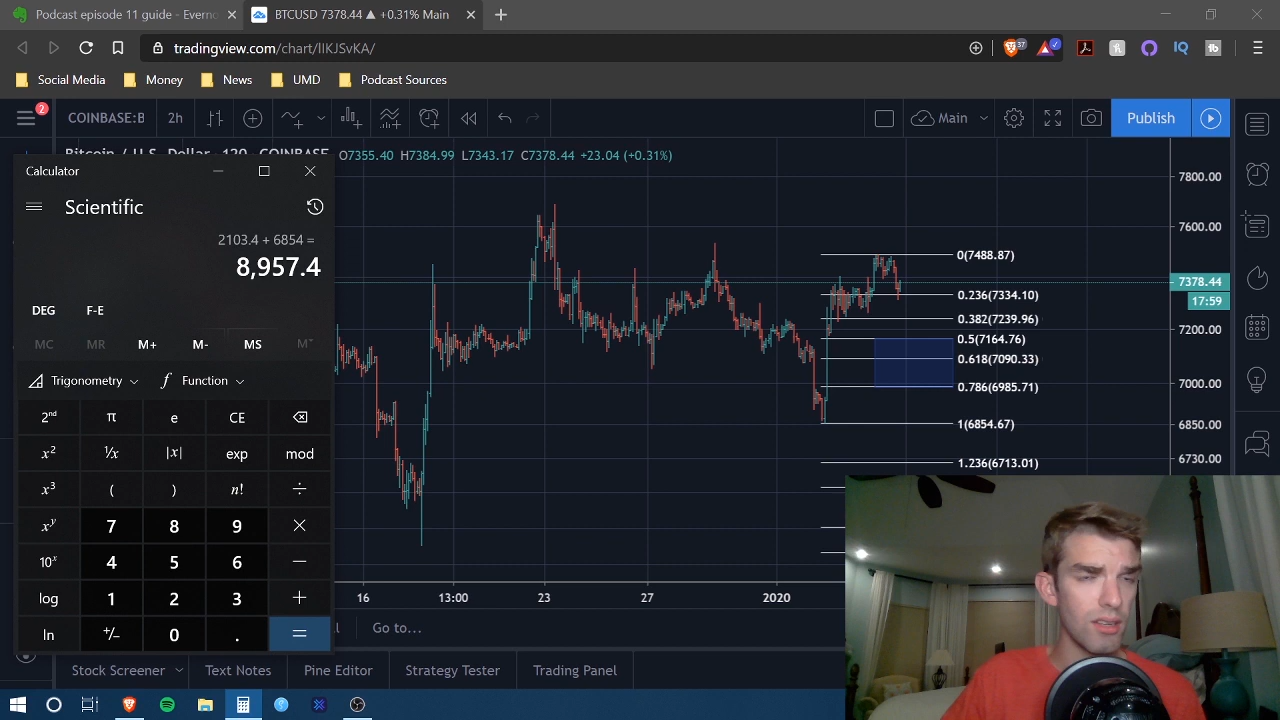 Podcast episode 11 guide - Everno
BTCUSD 7378.44 ▲ +0.31% Main
tradingview.com/chart/IIKJSvKA/
37
IQ
tb
Social Media
Money
News
UMD
Podcast Sources
2
COINBASE:B
2h
Main
Publish
Bitcoin / U.S. Dollar, 120, COINBASE
O7355.40 H7384.99 L7343.17 C7378.44 +23.04 (+0.31%)
Calculator
Scientific
2103.4 + 6854 =
8,957.4
DEG
F-E
MC MR M+ M- MS M˅
Trigonometry
Function
2nd π e CE
x² ¹/x |x| exp mod
x³ ( ) n! ÷
xʸ 7 8 9 ×
10ˣ 4 5 6 −
log 1 2 3 +
ln +/− 0 . =
0(7488.87)
0.236(7334.10)
0.382(7239.96)
0.5(7164.76)
0.618(7090.33)
0.786(6985.71)
1(6854.67)
1.236(6713.01)
7800.00
7600.00
7378.44
17:59
7200.00
7000.00
6850.00
6730.00
16 13:00 23 27 2020
Go to...
Stock Screener
Text Notes
Pine Editor
Strategy Tester
Trading Panel